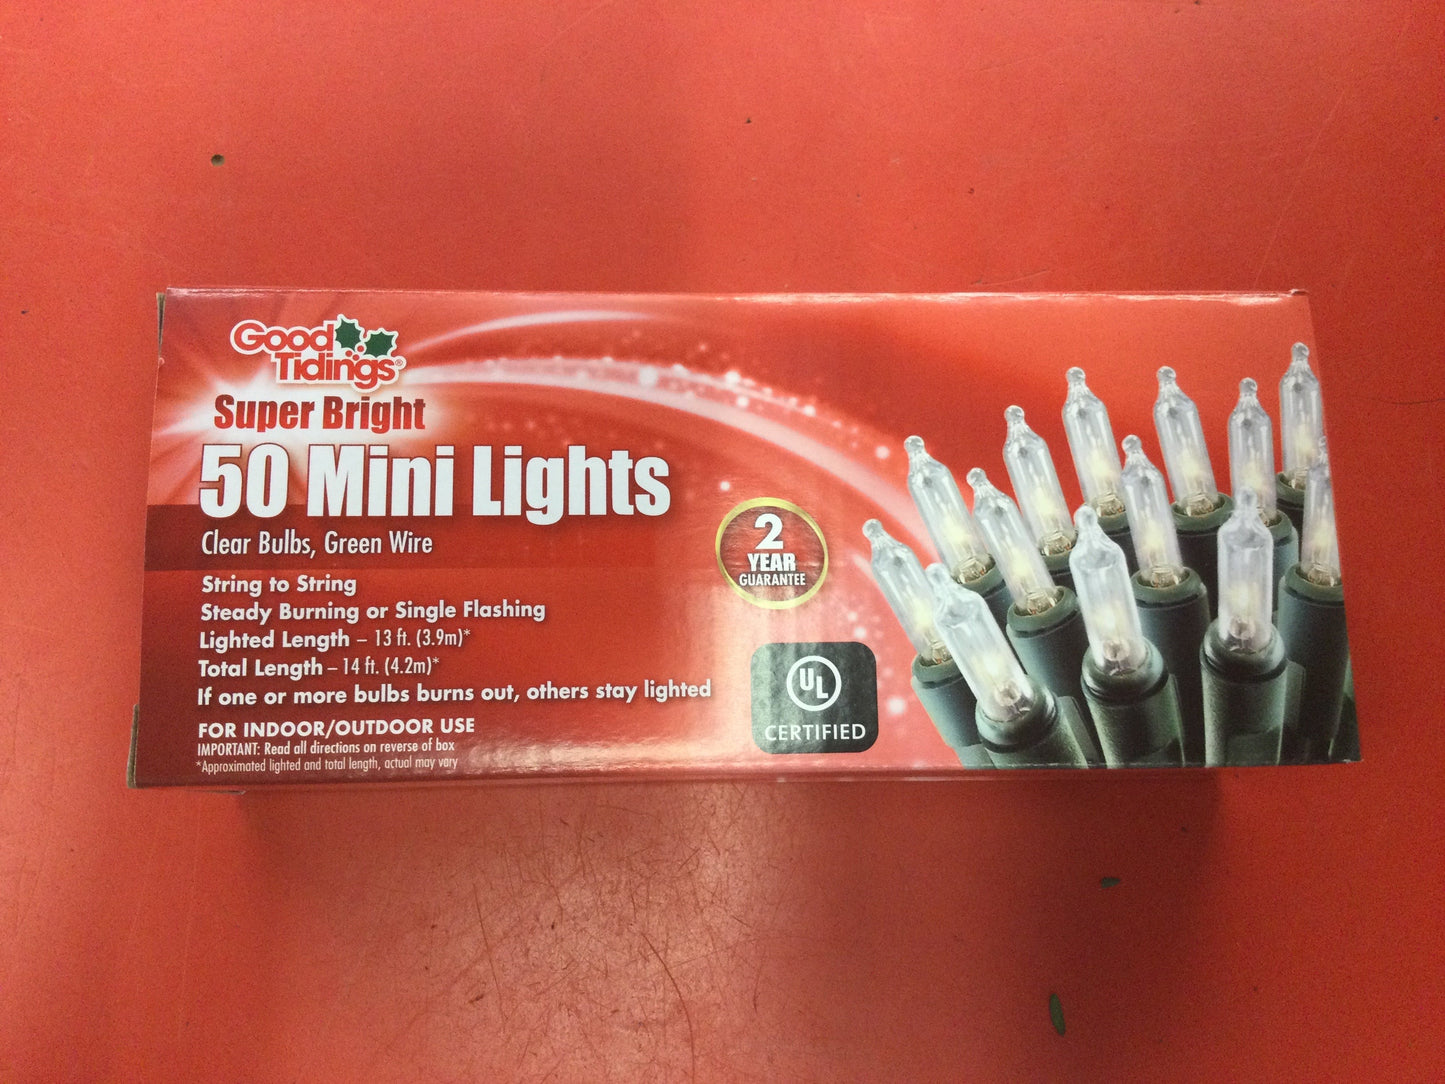 Good
Tidings®
Super Bright
50 Mini Lights
Clear Bulbs, Green Wire
String to String
Steady Burning or Single Flashing
Lighted Length – 13 ft. (3.9m)*
Total Length – 14 ft. (4.2m)*
If one or more bulbs burns out, others stay lighted
FOR INDOOR/OUTDOOR USE
IMPORTANT: Read all directions on reverse of box
*Approximated lighted and total length, actual may vary
2
YEAR
GUARANTEE
UL
CERTIFIED